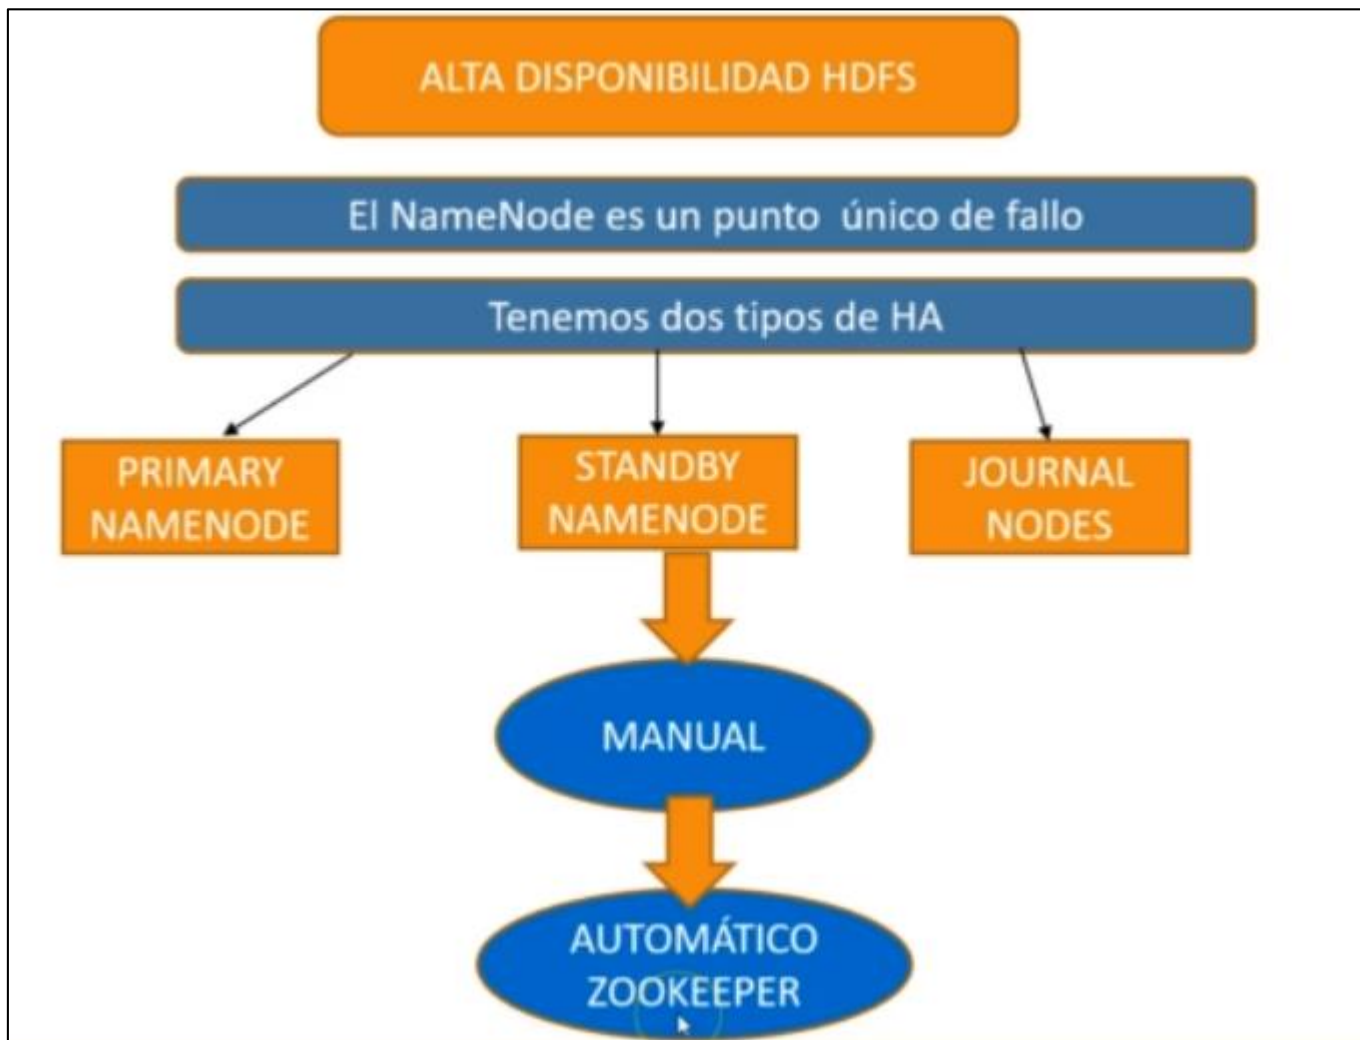 ALTA DISPONIBILIDAD HDFS
El NameNode es un punto único de fallo
Tenemos dos tipos de HA
PRIMARY
NAMENODE
STANDBY
NAMENODE
JOURNAL
NODES
MANUAL
AUTOMÁTICO
ZOOKEEPER